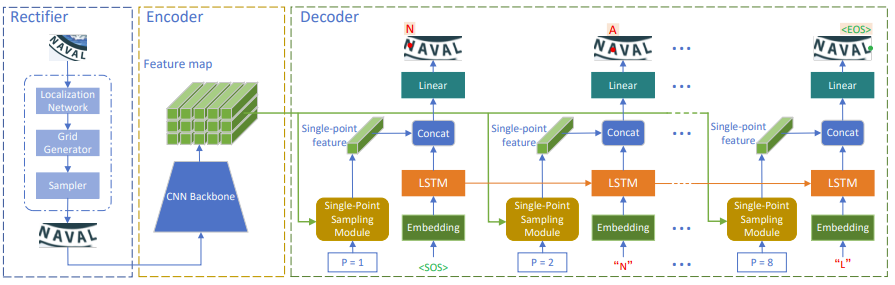 Rectifier
NAVAL
Localization
Network
Grid
Generator
Sampler
NAVAL
Encoder
Feature map
CNN Backbone
Decoder
N
NAVAL
Linear
Single-point
feature
Concat
LSTM
Single-Point
Sampling
Module
Embedding
P = 1
<SOS>
A
NAVAL
Linear
Single-point
feature
Concat
LSTM
Single-Point
Sampling
Module
Embedding
P = 2
“N”
...
...
...
...
...
<EOS>
NAVAL
Linear
Single-point
feature
Concat
LSTM
Single-Point
Sampling
Module
Embedding
P = 8
“L”